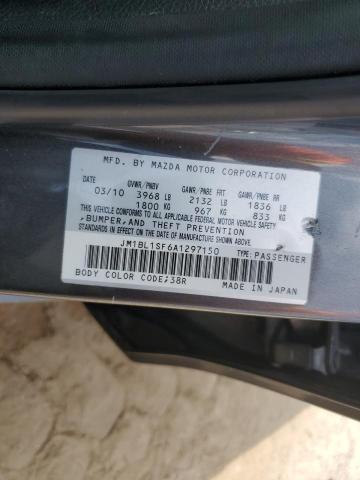 MFD. BY MAZDA MOTOR CORPORATION
DATE GVWR/PNBV GAWR/PNBE FRT GAWR/PNBE RR
03/10 3968 LB 2132 LB 1836 LB
1800 KG 967 KG 833 KG
THIS VEHICLE CONFORMS TO ALL APPLICABLE FEDERAL MOTOR VEHICLE SAFETY
,BUMPER,AND THEFT PREVENTION
STANDARDS IN EFFECT ON THE DATE OF MANUFACTURE SHOWN ABOVE.
JM1BL1SF6A1297150 TYPE:PASSENGER
BODY COLOR CODE;38R MADE IN JAPAN